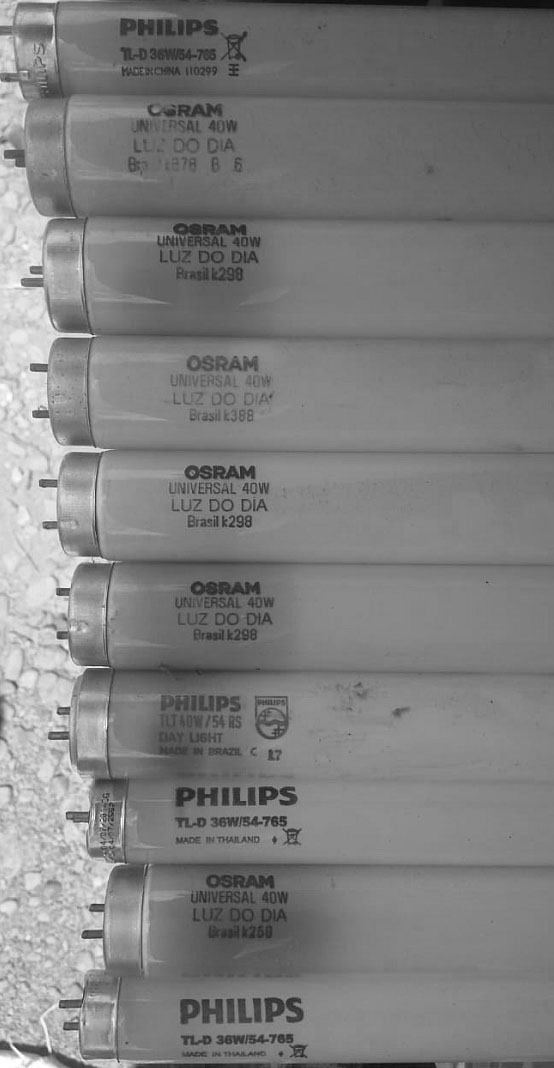 PHILIPS
TL-D 36W/54-765
MADE IN CHINA 110299
PHILIPS
OSRAM
UNIVERSAL 40W
LUZ DO DIA
OSRAM
UNIVERSAL 40W
LUZ DO DIA
Brasil k298
OSRAM
UNIVERSAL 40W
LUZ DO DIA
Brasil k388
OSRAM
UNIVERSAL 40W
LUZ DO DIA
Brasil k298
OSRAM
UNIVERSAL 40W
LUZ DO DIA
Brasil k298
PHILIPS
TLT 40W/54 RS
DAY LIGHT
MADE IN BRAZIL C
PHILIPS
PHILIPS
TL-D 36W/54-765
MADE IN THAILAND
OSRAM
UNIVERSAL 40W
LUZ DO DIA
Brasil
PHILIPS
TL-D 36W/54-765
MADE IN THAILAND